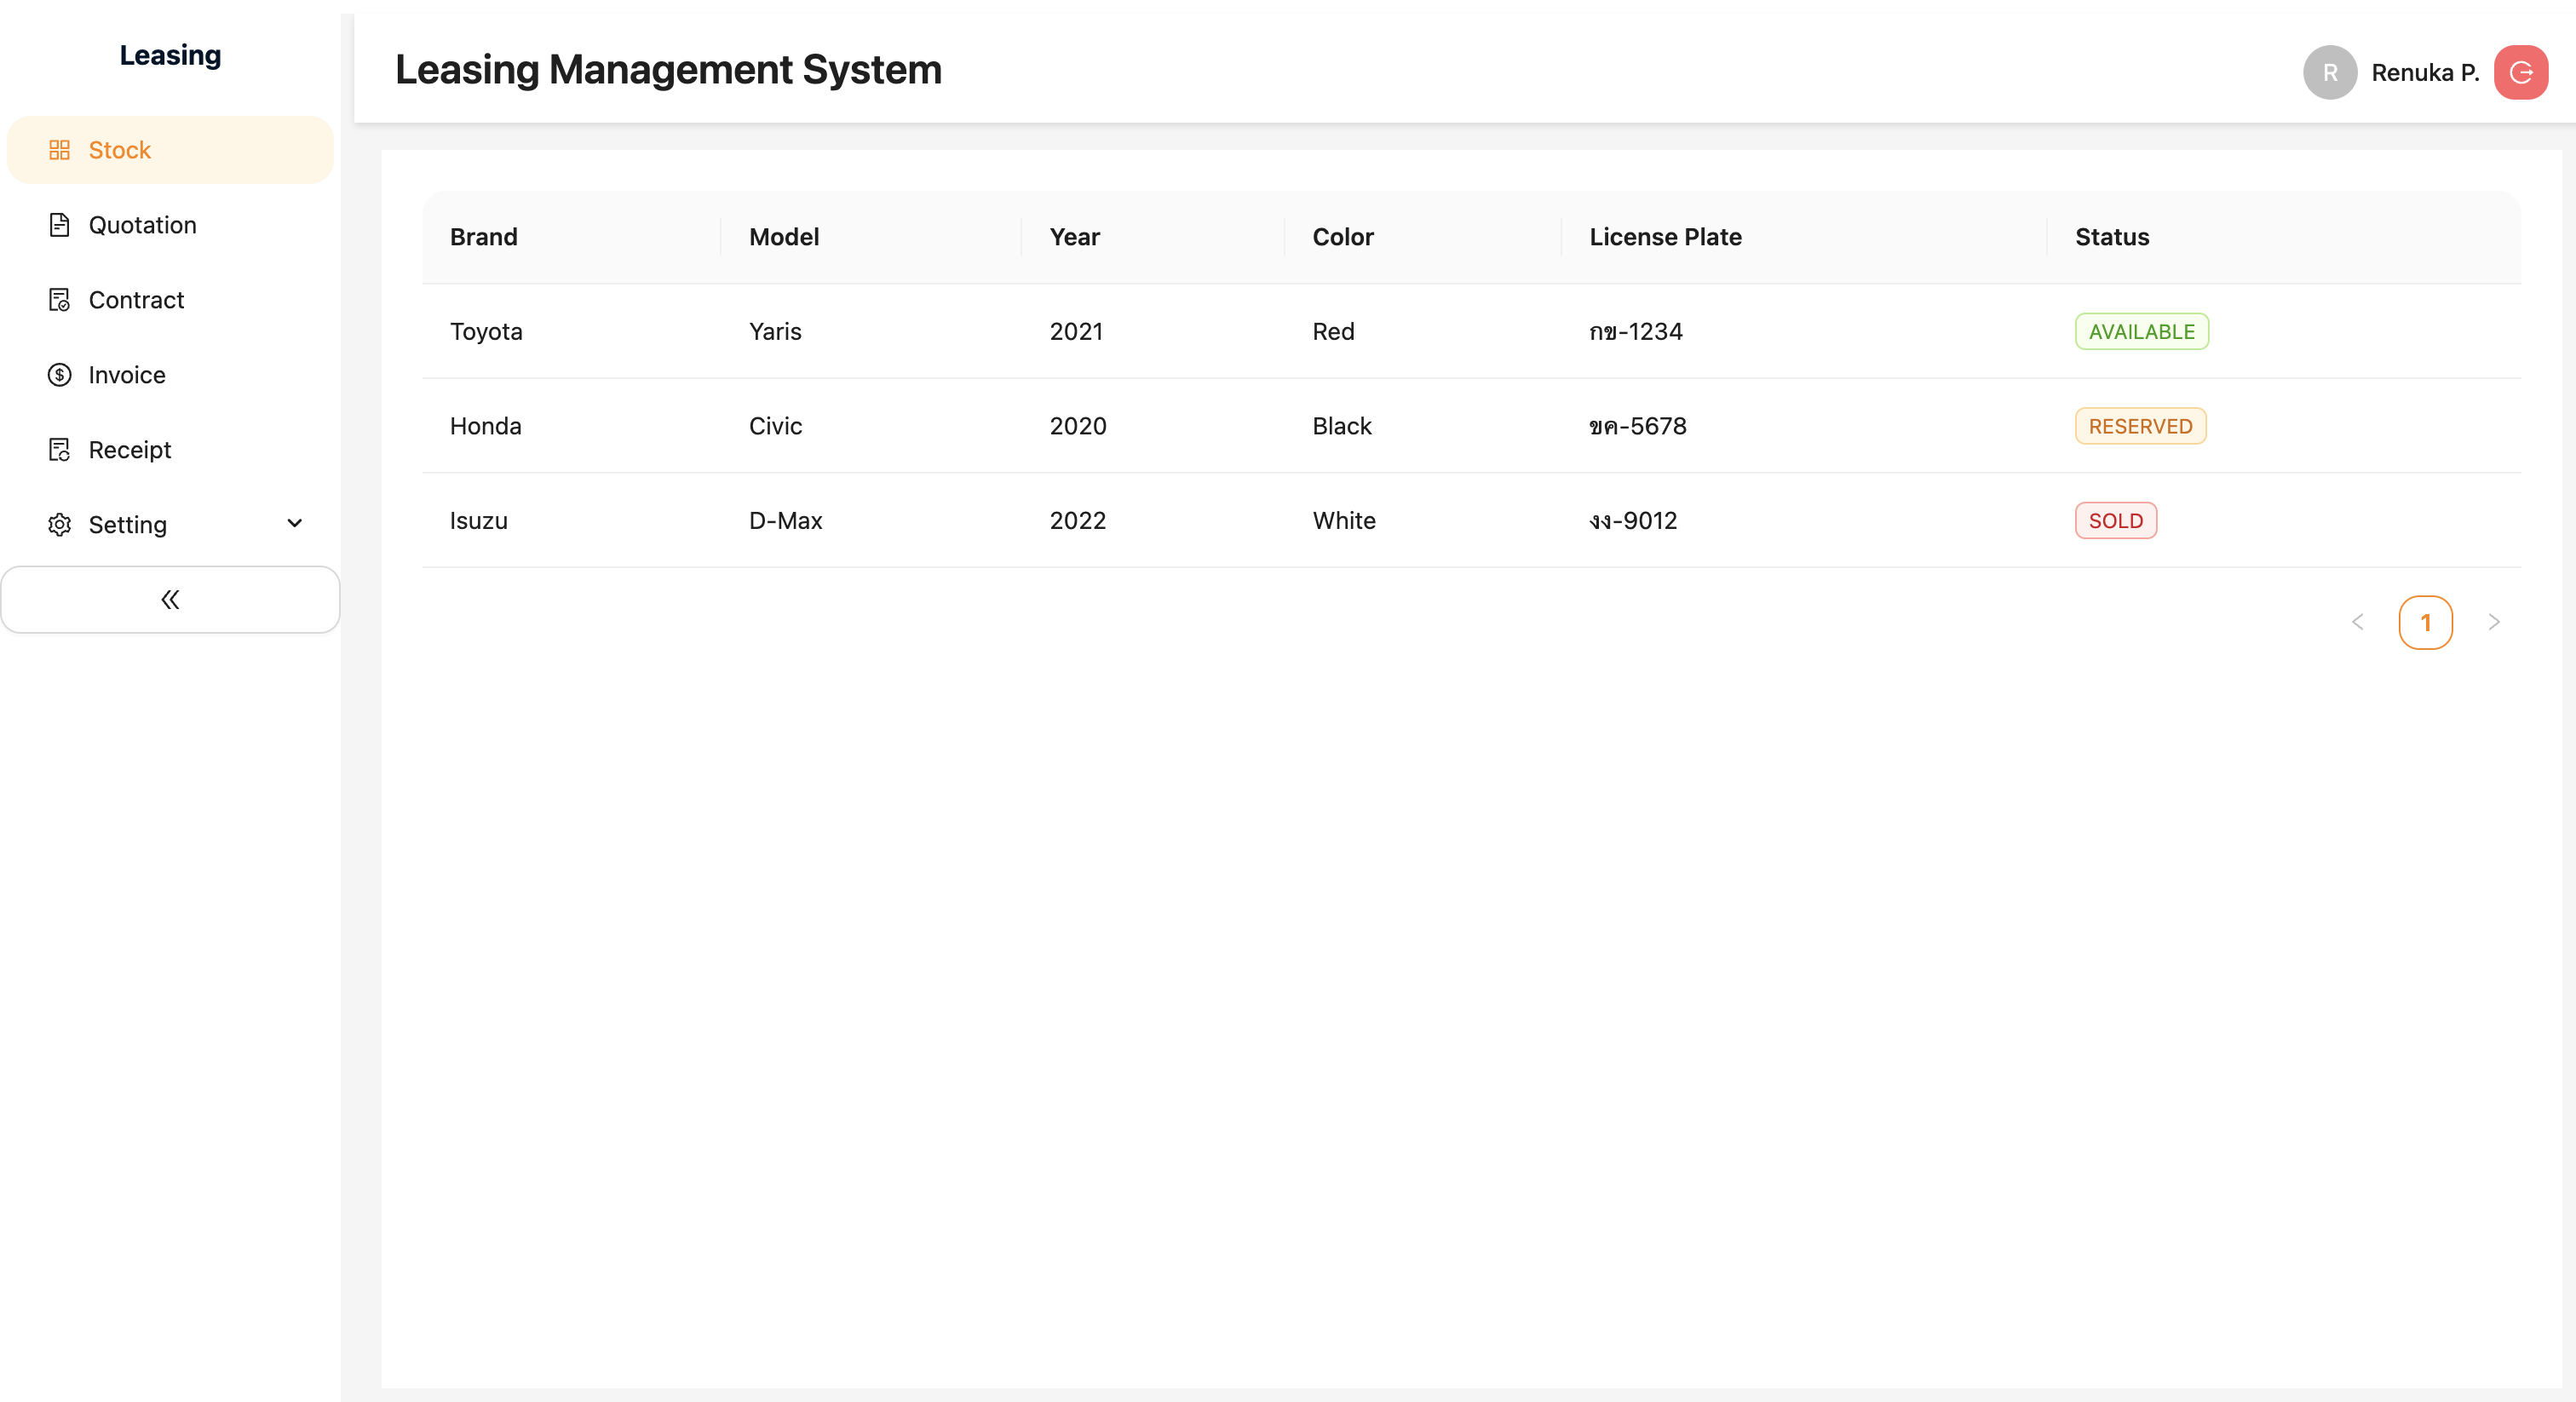 Leasing
Stock
Quotation
Contract
Invoice
Receipt
Setting
Leasing Management System
R Renuka P.
Brand Model Year Color License Plate Status
Toyota Yaris 2021 Red กข-1234 AVAILABLE
Honda Civic 2020 Black ขค-5678 RESERVED
Isuzu D-Max 2022 White งง-9012 SOLD
1